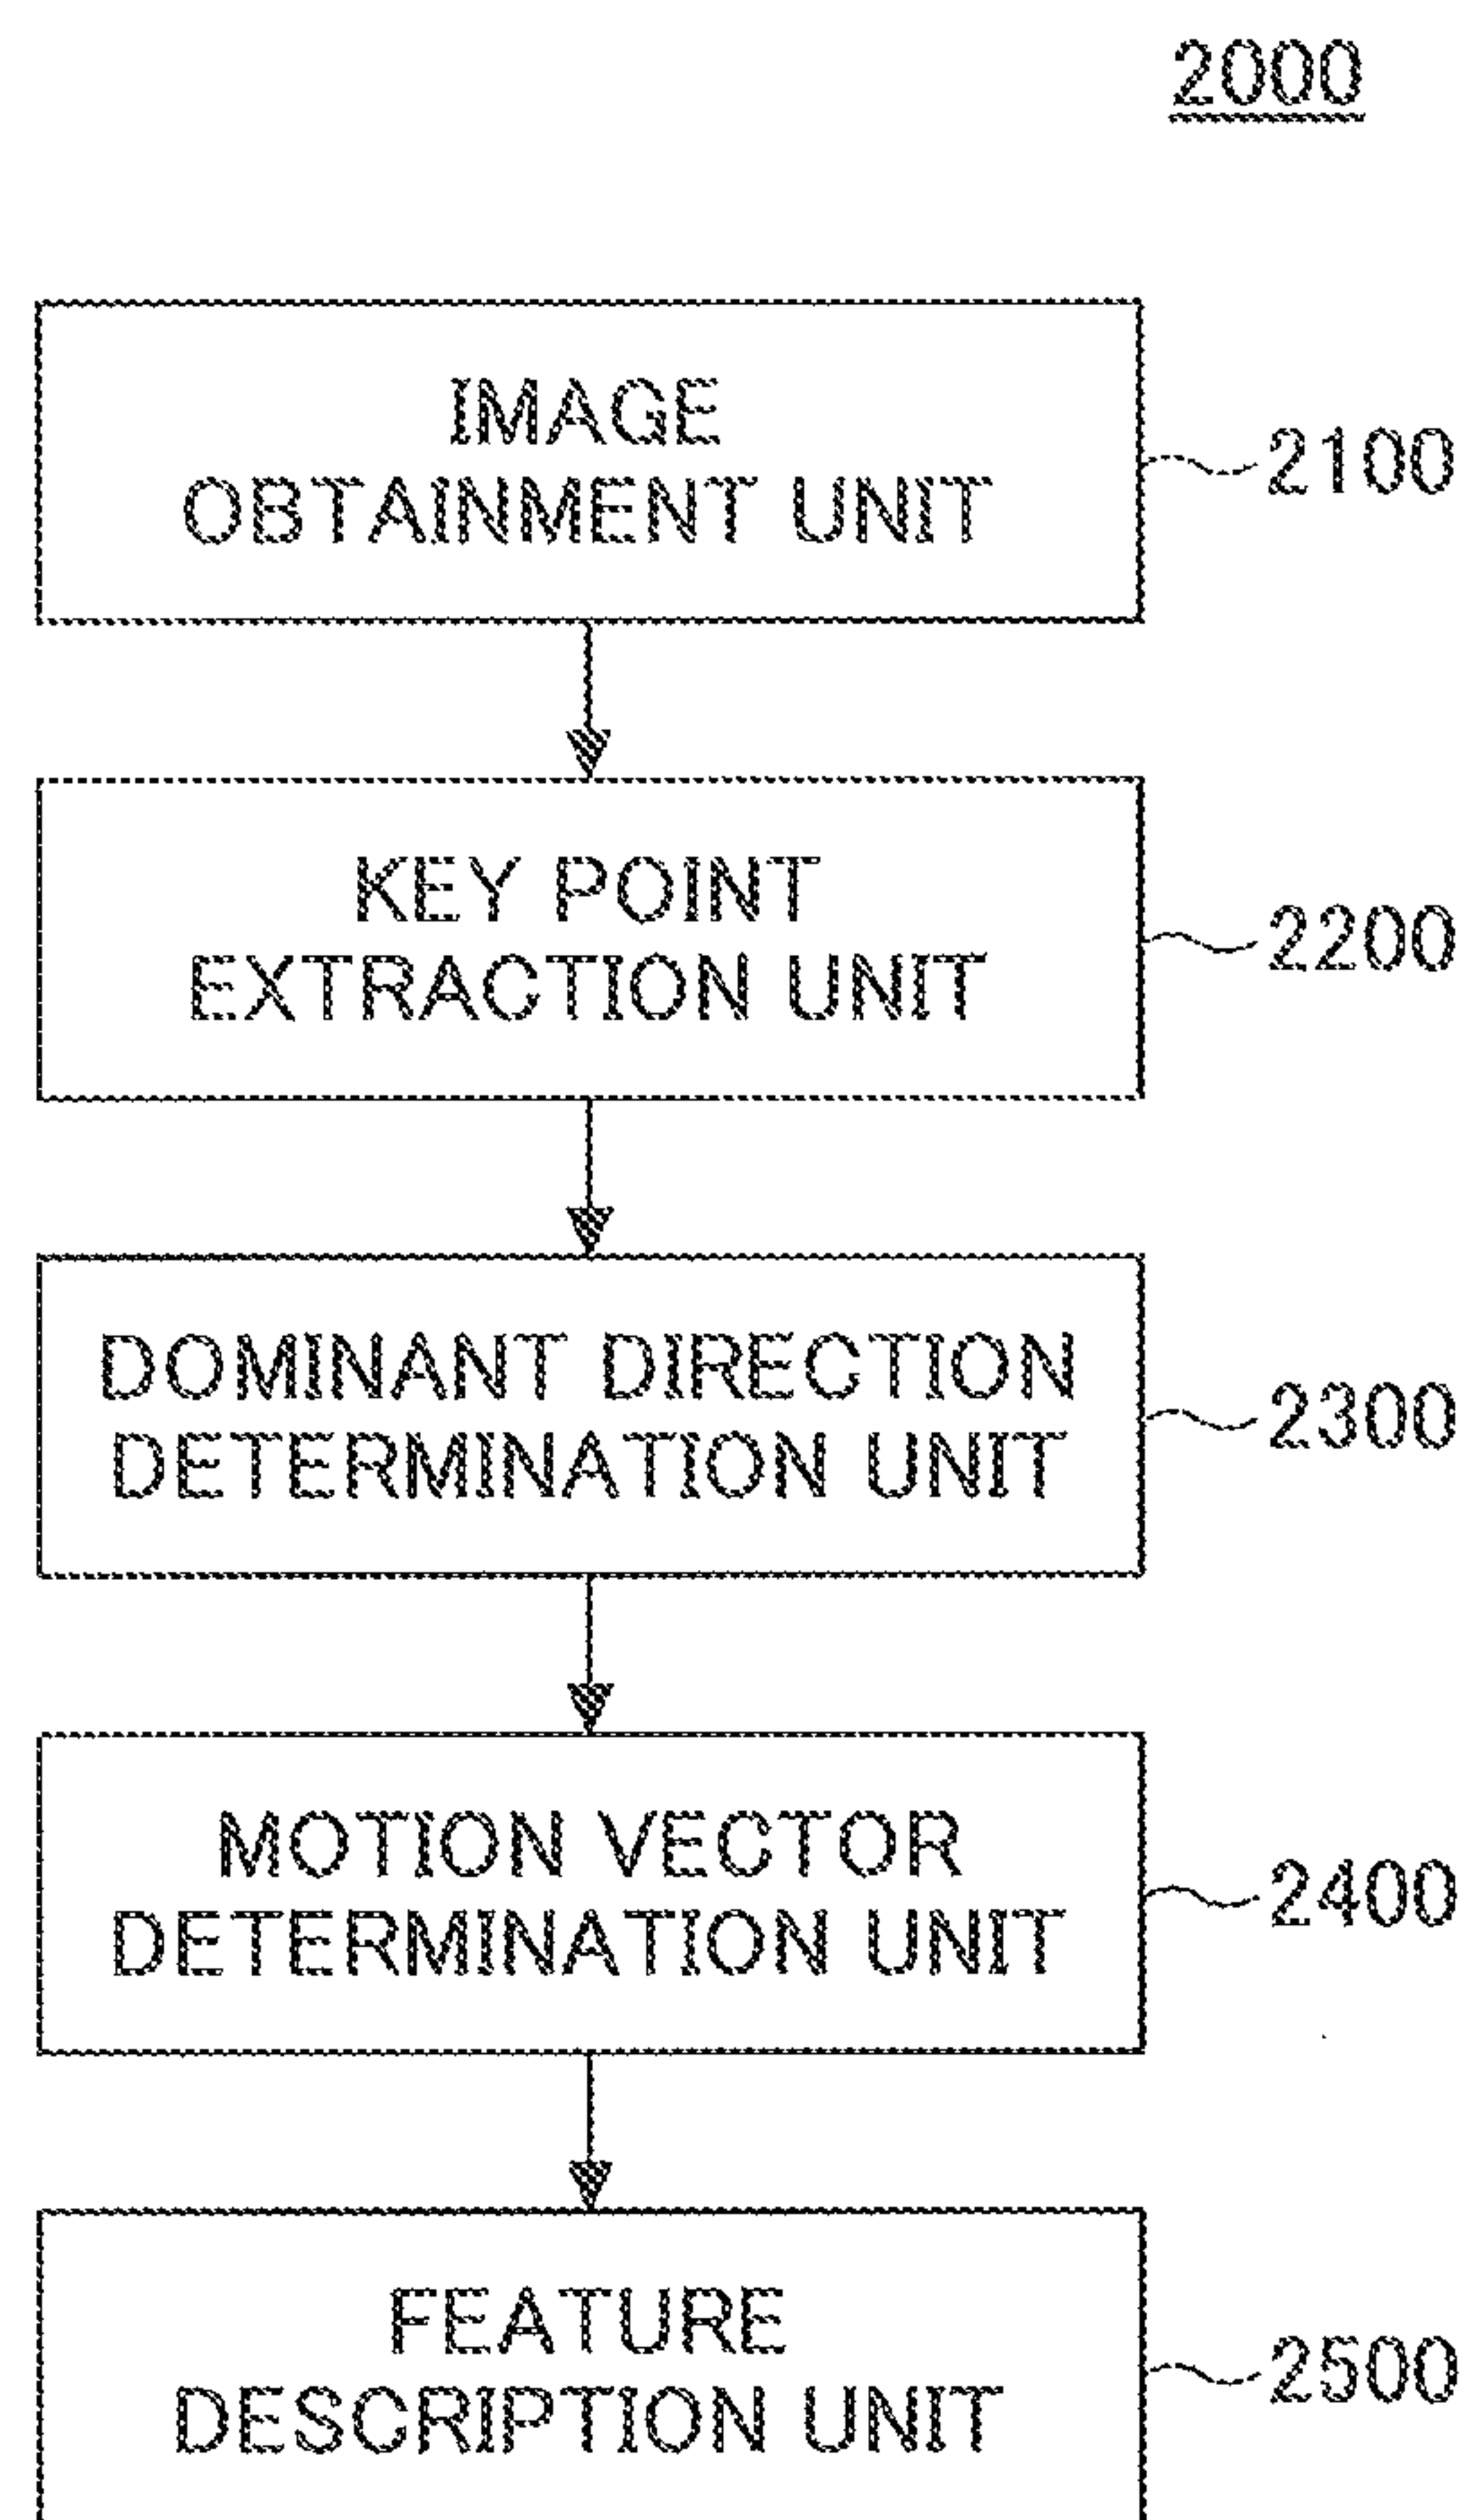 2000
IMAGE
OBTAINMENT UNIT
2100
KEY POINT
EXTRACTION UNIT
2200
DOMINANT DIRECTION
DETERMINATION UNIT
2300
MOTION VECTOR
DETERMINATION UNIT
2400
FEATURE
DESCRIPTION UNIT
2500